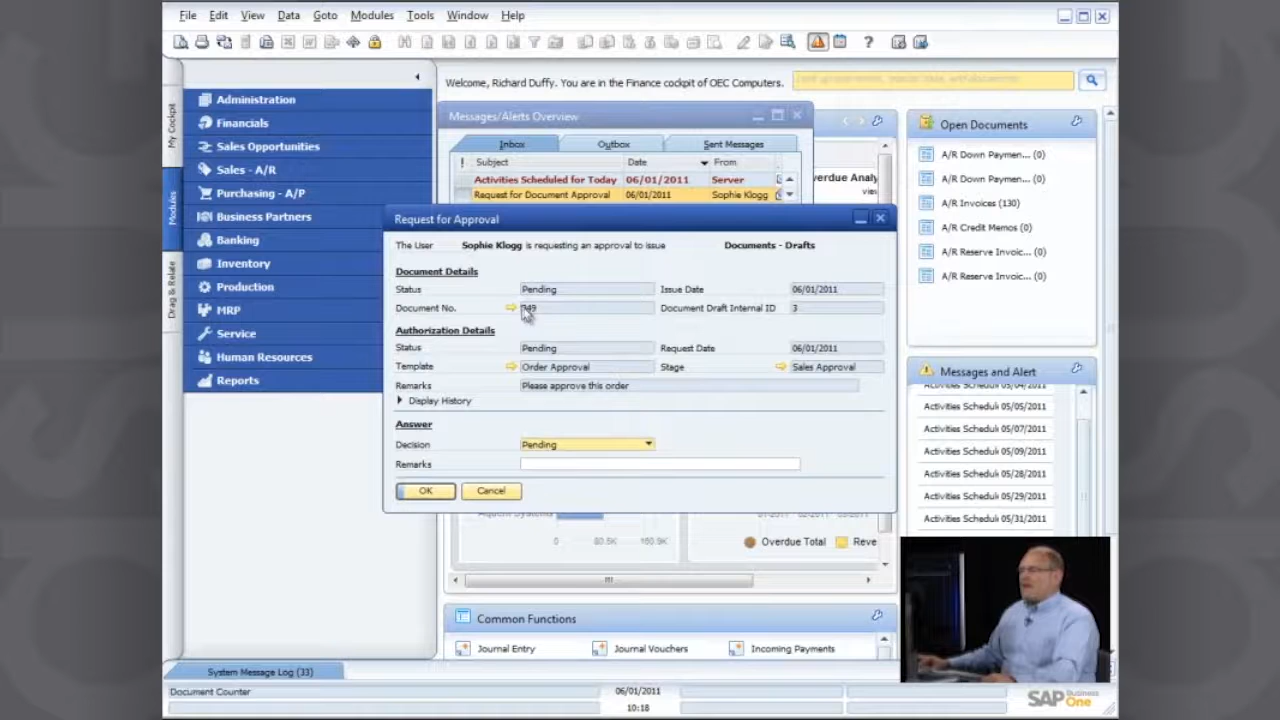 File Edit View Data Goto Modules Tools Window Help
Welcome, Richard Duffy. You are in the Finance cockpit of OEC Computers.
My Cockpit
Modules
Drag & Relate
Administration
Financials
Sales Opportunities
Sales - A/R
Purchasing - A/P
Business Partners
Banking
Inventory
Production
MRP
Service
Human Resources
Reports
Messages/Alerts Overview
Inbox Outbox Sent Messages
! Subject Date From
Activities Scheduled for Today 06/01/2011 Server
Request for Document Approval 06/01/2011 Sophie Klogg
Request for Approval
The User Sophie Klogg is requesting an approval to issue Documents - Drafts
Document Details
Status Pending Issue Date 06/01/2011
Document No. Document Draft Internal ID 3
Authorization Details
Status Pending Request Date 06/01/2011
Template Order Approval Stage Sales Approval
Remarks Please approve this order
Display History
Answer
Decision Pending
Remarks
OK Cancel
0 80.5K 160.9K
Overdue Total Reve
Common Functions
Journal Entry Journal Vouchers Incoming Payments
Open Documents
A/R Down Paymen... (0)
A/R Down Paymen... (0)
A/R Invoices (130)
A/R Credit Memos (0)
A/R Reserve Invoic... (0)
A/R Reserve Invoic... (0)
Messages and Alert
Activities Schedul 05/04/2011
Activities Schedul 05/05/2011
Activities Schedul 05/07/2011
Activities Schedul 05/09/2011
Activities Schedul 05/28/2011
Activities Schedul 05/29/2011
Activities Schedul 05/31/2011
System Message Log (33)
Document Counter
06/01/2011
10:18
SAP Business One